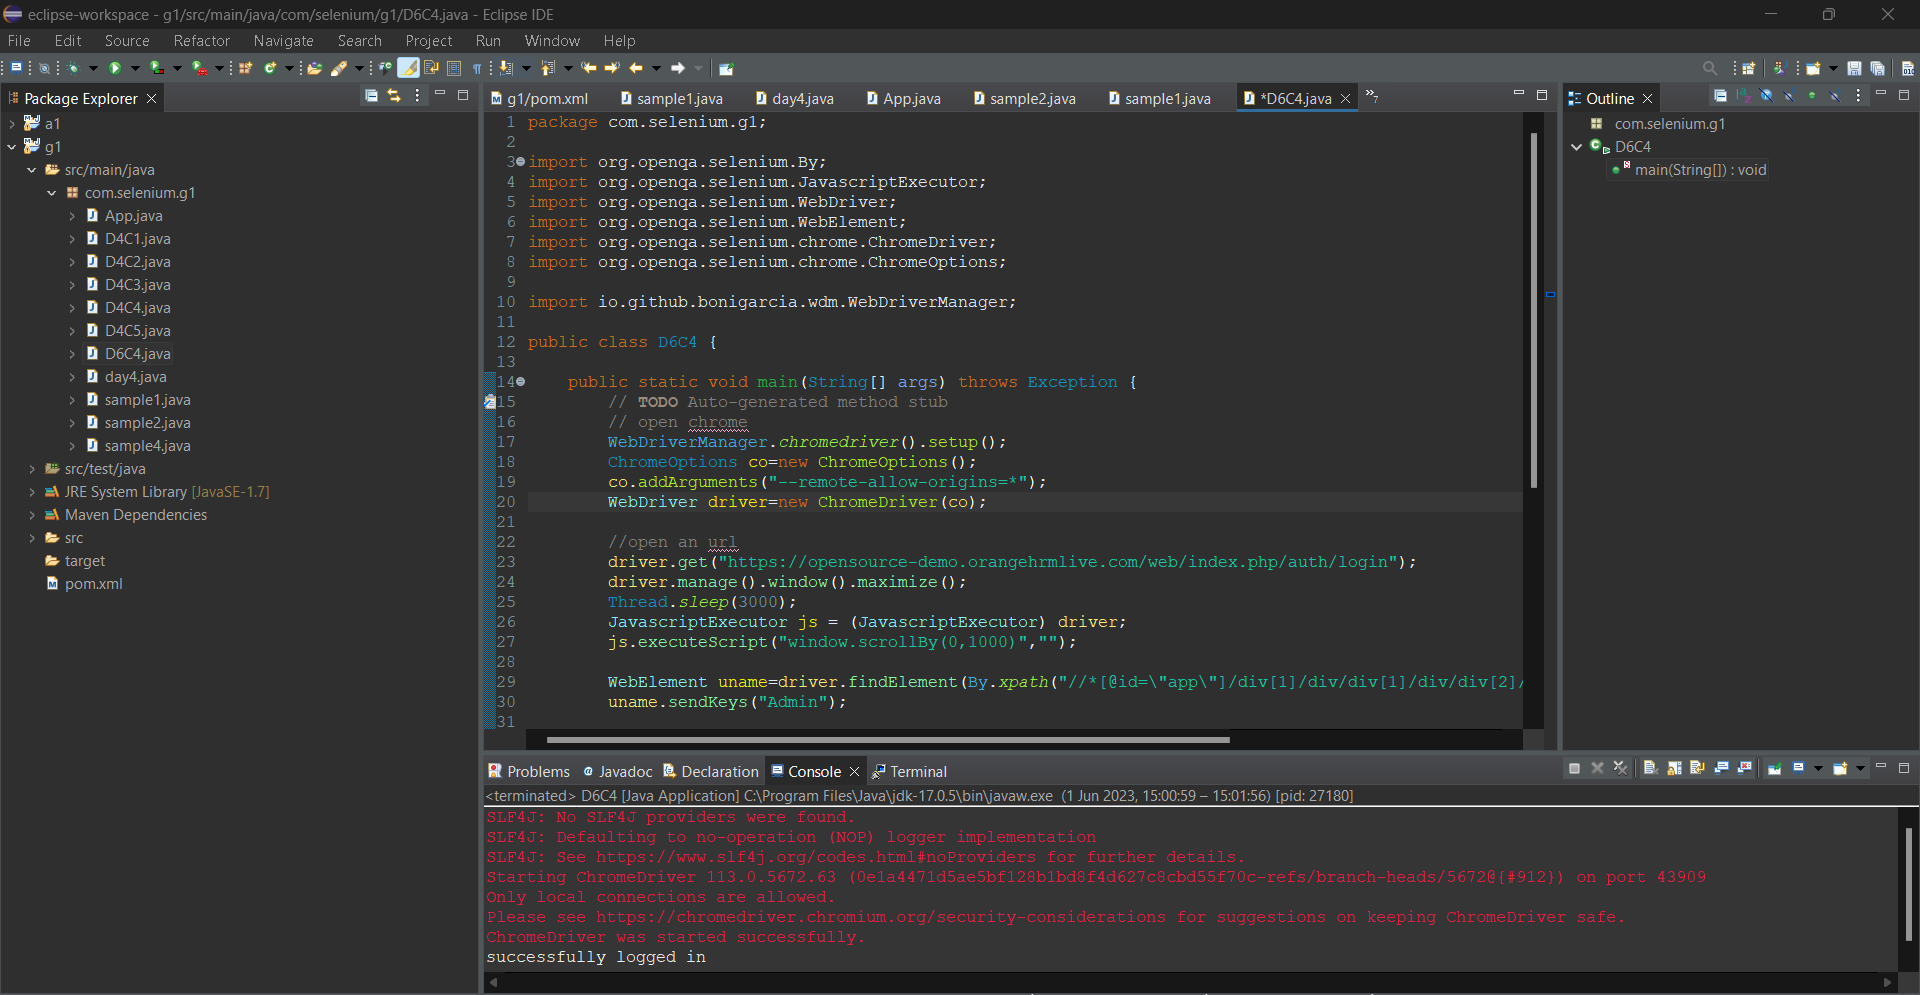 eclipse-workspace - g1/src/main/java/com/selenium/g1/D6C4.java - Eclipse IDE
File Edit Source Refactor Navigate Search Project Run Window Help
Package Explorer
a1
g1
src/main/java
com.selenium.g1
App.java
D4C1.java
D4C2.java
D4C3.java
D4C4.java
D4C5.java
D6C4.java
day4.java
sample1.java
sample2.java
sample4.java
src/test/java
JRE System Library [JavaSE-1.7]
Maven Dependencies
src
target
pom.xml
g1/pom.xml sample1.java day4.java App.java sample2.java sample1.java *D6C4.java »7
1 package com.selenium.g1;
2
3 import org.openqa.selenium.By;
4 import org.openqa.selenium.JavascriptExecutor;
5 import org.openqa.selenium.WebDriver;
6 import org.openqa.selenium.WebElement;
7 import org.openqa.selenium.chrome.ChromeDriver;
8 import org.openqa.selenium.chrome.ChromeOptions;
9
10 import io.github.bonigarcia.wdm.WebDriverManager;
11
12 public class D6C4 {
13
14 public static void main(String[] args) throws Exception {
15 // TODO Auto-generated method stub
16 // open chrome
17 WebDriverManager.chromedriver().setup();
18 ChromeOptions co=new ChromeOptions();
19 co.addArguments("--remote-allow-origins=*");
20 WebDriver driver=new ChromeDriver(co);
21
22 //open an url
23 driver.get("https://opensource-demo.orangehrmlive.com/web/index.php/auth/login");
24 driver.manage().window().maximize();
25 Thread.sleep(3000);
26 JavascriptExecutor js = (JavascriptExecutor) driver;
27 js.executeScript("window.scrollBy(0,1000)","");
28
29 WebElement uname=driver.findElement(By.xpath("//*[@id=\"app\"]/div[1]/div/div[1]/div/div[2]/
30 uname.sendKeys("Admin");
31
Outline
com.selenium.g1
D6C4
main(String[]) : void
Problems Javadoc Declaration Console Terminal
<terminated> D6C4 [Java Application] C:\Program Files\Java\jdk-17.0.5\bin\javaw.exe (1 Jun 2023, 15:00:59 – 15:01:56) [pid: 27180]
SLF4J: No SLF4J providers were found.
SLF4J: Defaulting to no-operation (NOP) logger implementation
SLF4J: See https://www.slf4j.org/codes.html#noProviders for further details.
Starting ChromeDriver 113.0.5672.63 (0e1a4471d5ae5bf128b1bd8f4d627c8cbd55f70c-refs/branch-heads/5672@{#912}) on port 43909
Only local connections are allowed.
Please see https://chromedriver.chromium.org/security-considerations for suggestions on keeping ChromeDriver safe.
ChromeDriver was started successfully.
successfully logged in